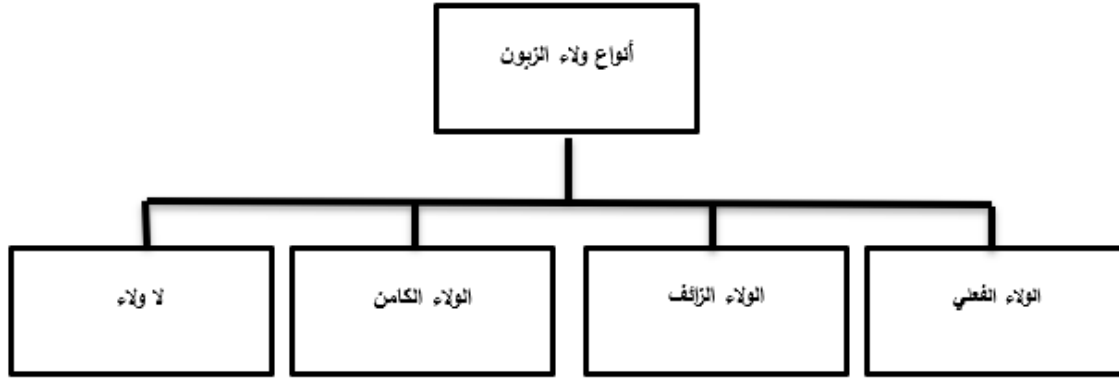 أنواع ولاء الزبون
الولاء الفعلي
الولاء الزائف
الولاء الكامن
لا ولاء